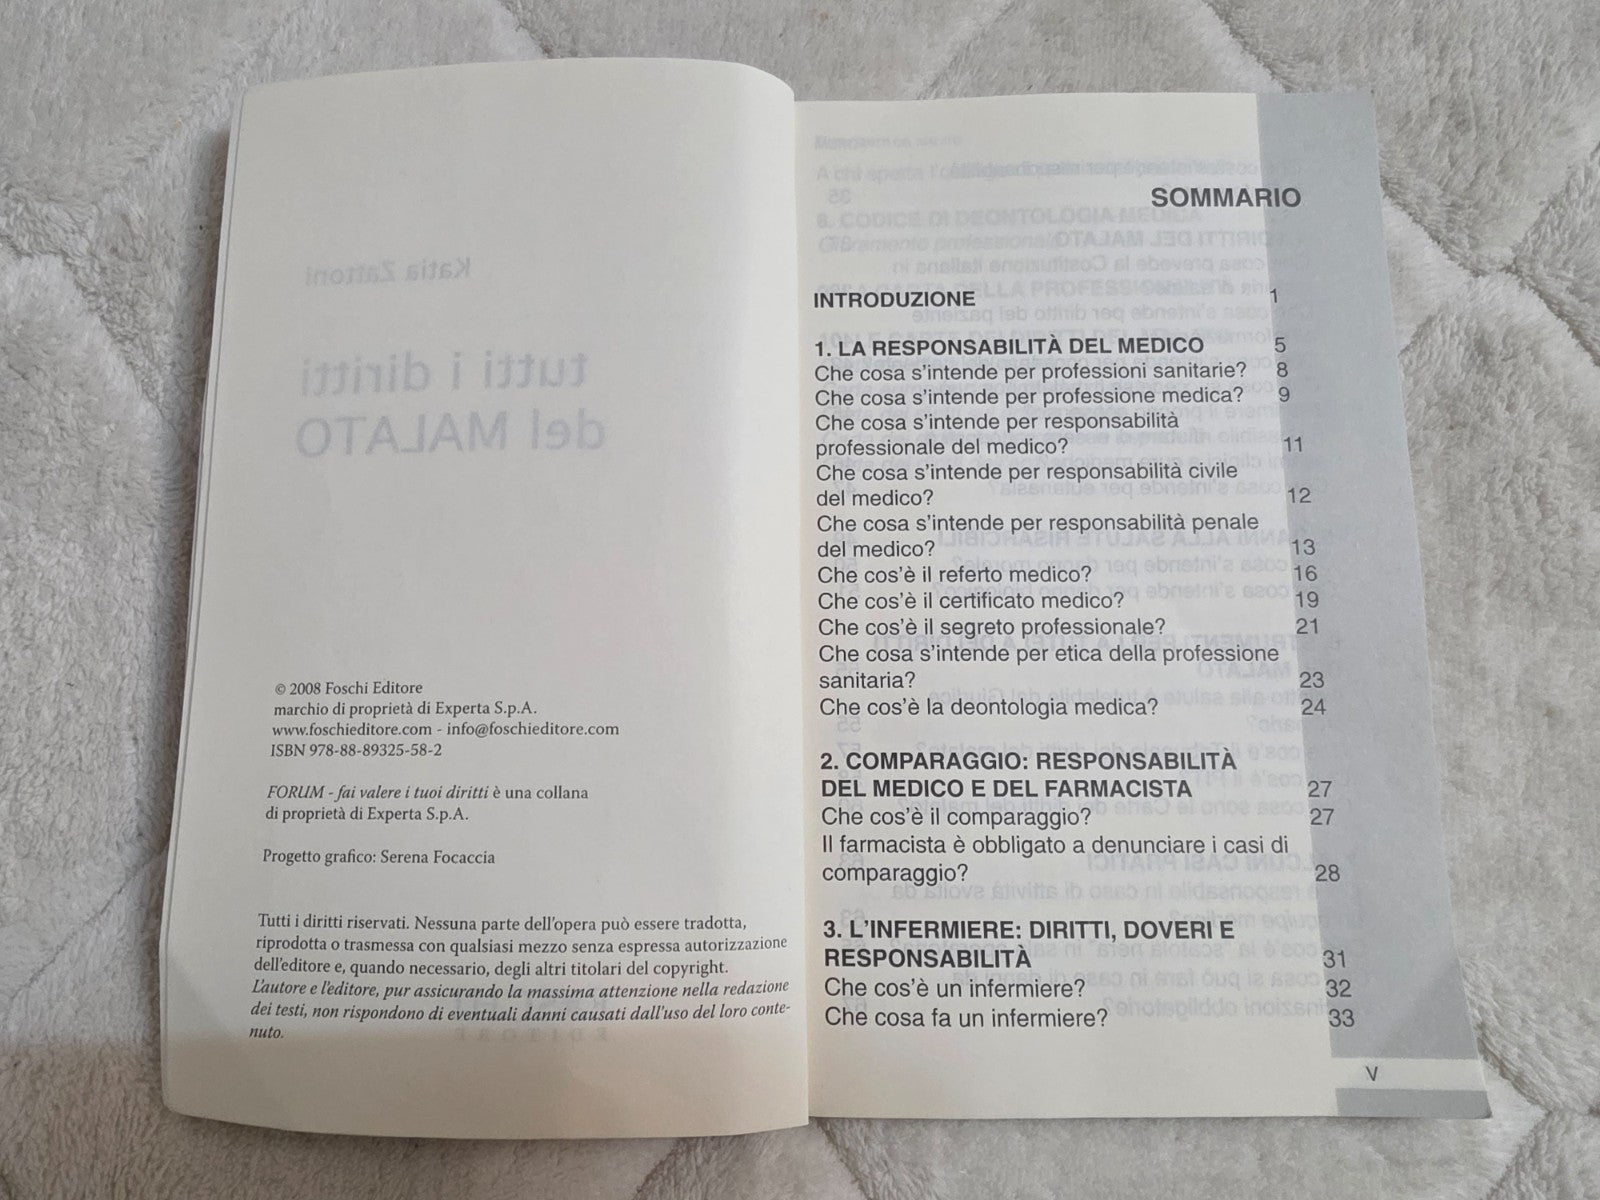 Katia Zattoni
tutti i diritti
del MALATO
© 2008 Foschi Editore
marchio di proprietà di Experta S.p.A.
www.foschieditore.com - info@foschieditore.com
ISBN 978-88-89325-58-2
FORUM - fai valere i tuoi diritti è una collana
di proprietà di Experta S.p.A.
Progetto grafico: Serena Focaccia
Tutti i diritti riservati. Nessuna parte dell'opera può essere tradotta,
riprodotta o trasmessa con qualsiasi mezzo senza espressa autorizzazione
dell'editore e, quando necessario, degli altri titolari del copyright.
L'autore e l'editore, pur assicurando la massima attenzione nella redazione
dei testi, non rispondono di eventuali danni causati dall'uso del loro conte-
nuto.
SOMMARIO
INTRODUZIONE 1
1. LA RESPONSABILITÀ DEL MEDICO 5
Che cosa s'intende per professioni sanitarie? 8
Che cosa s'intende per professione medica? 9
Che cosa s'intende per responsabilità
professionale del medico? 11
Che cosa s'intende per responsabilità civile
del medico? 12
Che cosa s'intende per responsabilità penale
del medico? 13
Che cos'è il referto medico? 16
Che cos'è il certificato medico? 19
Che cos'è il segreto professionale? 21
Che cosa s'intende per etica della professione
sanitaria? 23
Che cos'è la deontologia medica? 24
2. COMPARAGGIO: RESPONSABILITÀ
DEL MEDICO E DEL FARMACISTA 27
Che cos'è il comparaggio? 27
Il farmacista è obbligato a denunciare i casi di
comparaggio? 28
3. L'INFERMIERE: DIRITTI, DOVERI E
RESPONSABILITÀ 31
Che cos'è un infermiere? 32
Che cosa fa un infermiere? 33
V